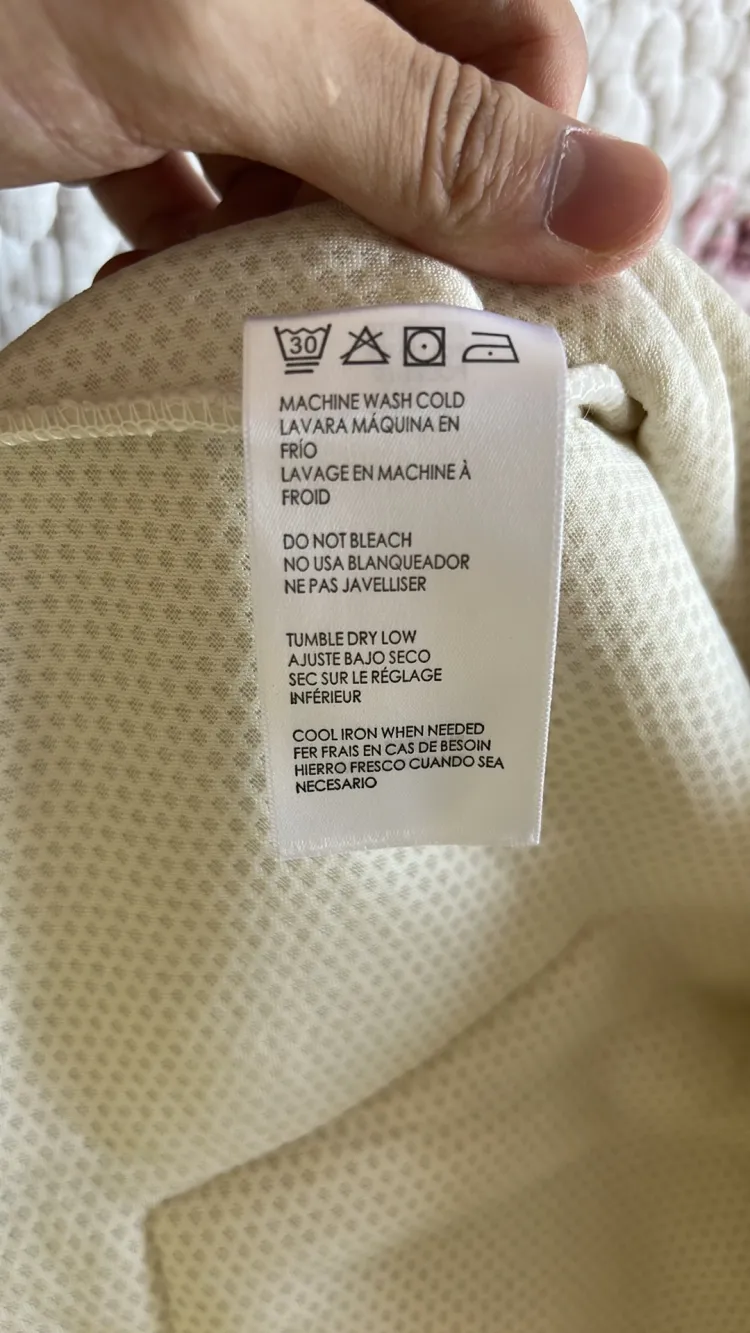 30
MACHINE WASH COLD
LAVARA MÁQUINA EN
FRÍO
LAVAGE EN MACHINE À
FROID
DO NOT BLEACH
NO USA BLANQUEADOR
NE PAS JAVELLISER
TUMBLE DRY LOW
AJUSTE BAJO SECO
SEC SUR LE RÉGLAGE
INFÉRIEUR
COOL IRON WHEN NEEDED
FER FRAIS EN CAS DE BESOIN
HIERRO FRESCO CUANDO SEA
NECESARIO